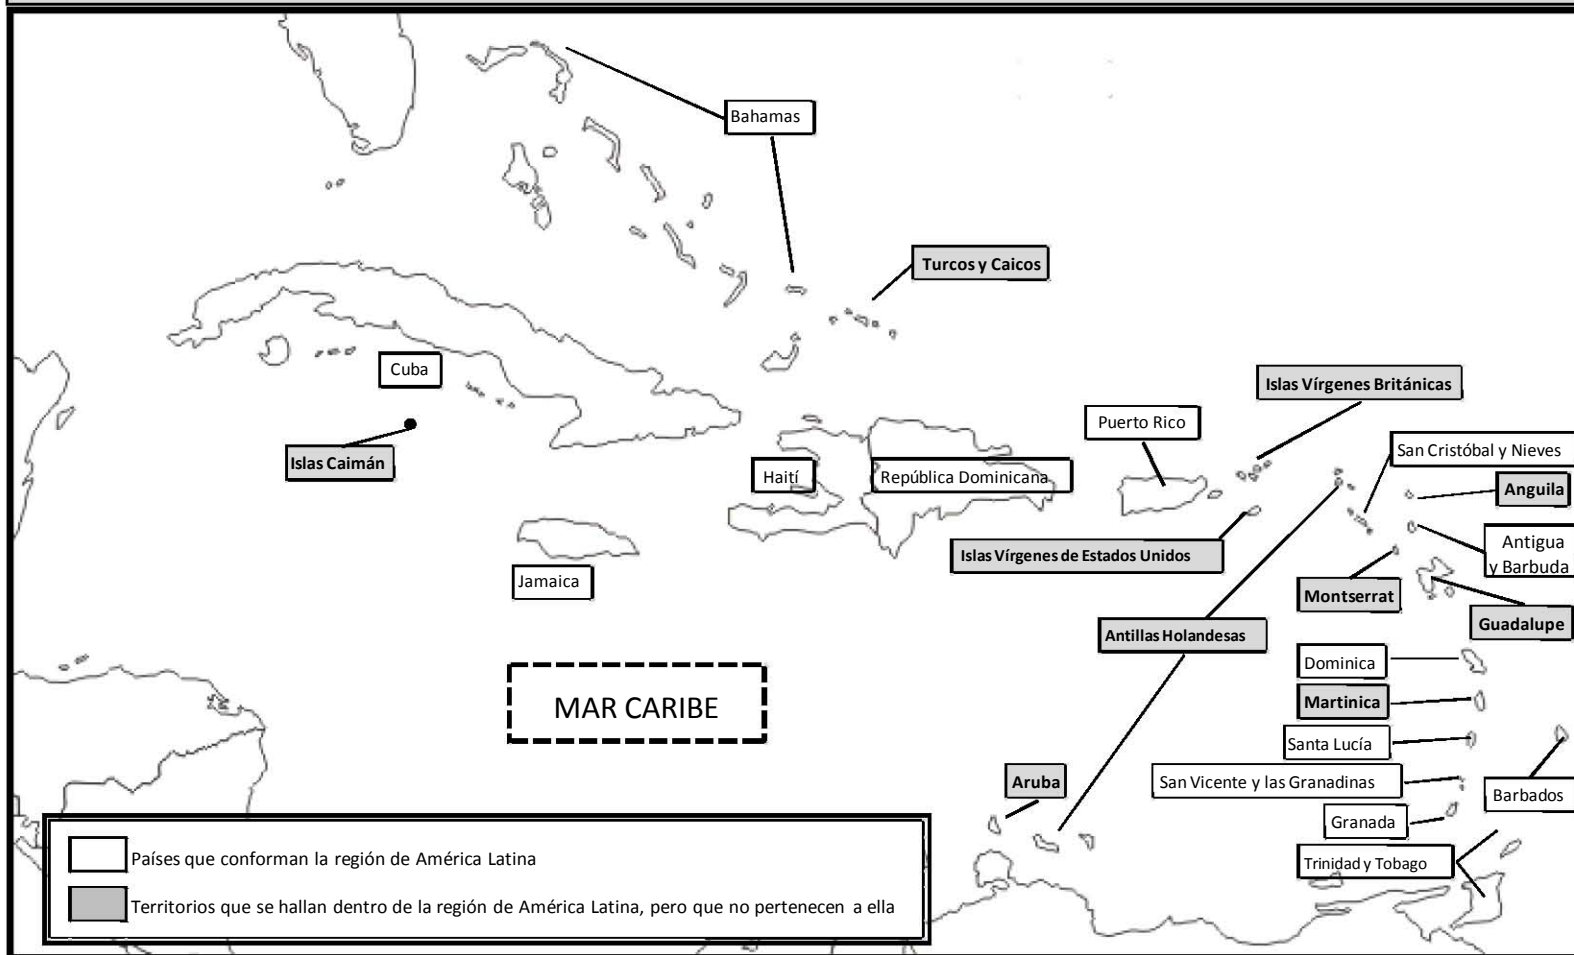 Bahamas
Turcos y Caicos
Cuba
Islas Vírgenes Británicas
Puerto Rico
San Cristóbal y Nieves
Islas Caimán
Haití
República Dominicana
Anguila
Antigua
y Barbuda
Islas Vírgenes de Estados Unidos
Jamaica
Montserrat
Guadalupe
Antillas Holandesas
Dominica
MAR CARIBE
Martinica
Santa Lucía
Aruba
San Vicente y las Granadinas
Barbados
Granada
Trinidad y Tobago
Países que conforman la región de América Latina
Territorios que se hallan dentro de la región de América Latina, pero que no pertenecen a ella